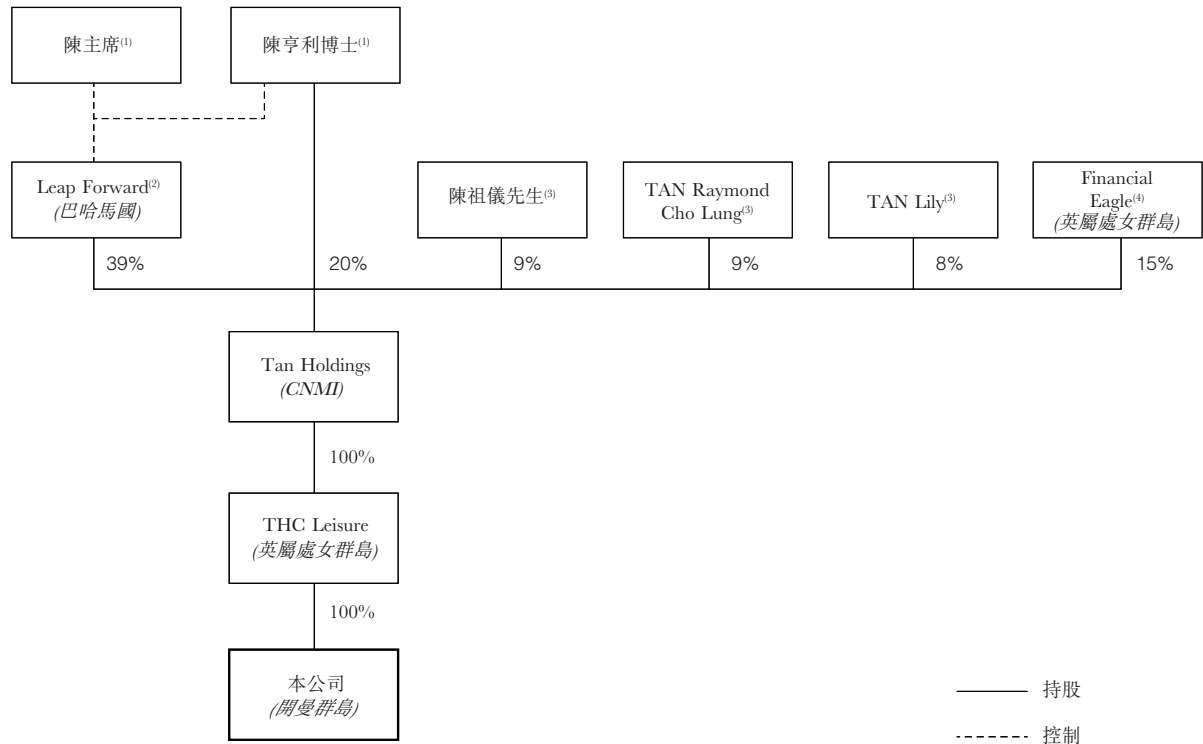 陳主席(1)
陳亨利博士(1)
Leap Forward(2)
(巴哈馬國)
陳祖儀先生(3)
TAN Raymond
Cho Lung(3)
TAN Lily(3)
Financial
Eagle(4)
(英屬處女群島)
39%
20%
9%
9%
8%
15%
Tan Holdings
(CNMI)
100%
THC Leisure
(英屬處女群島)
100%
本公司
(開曼群島)
持股
控制